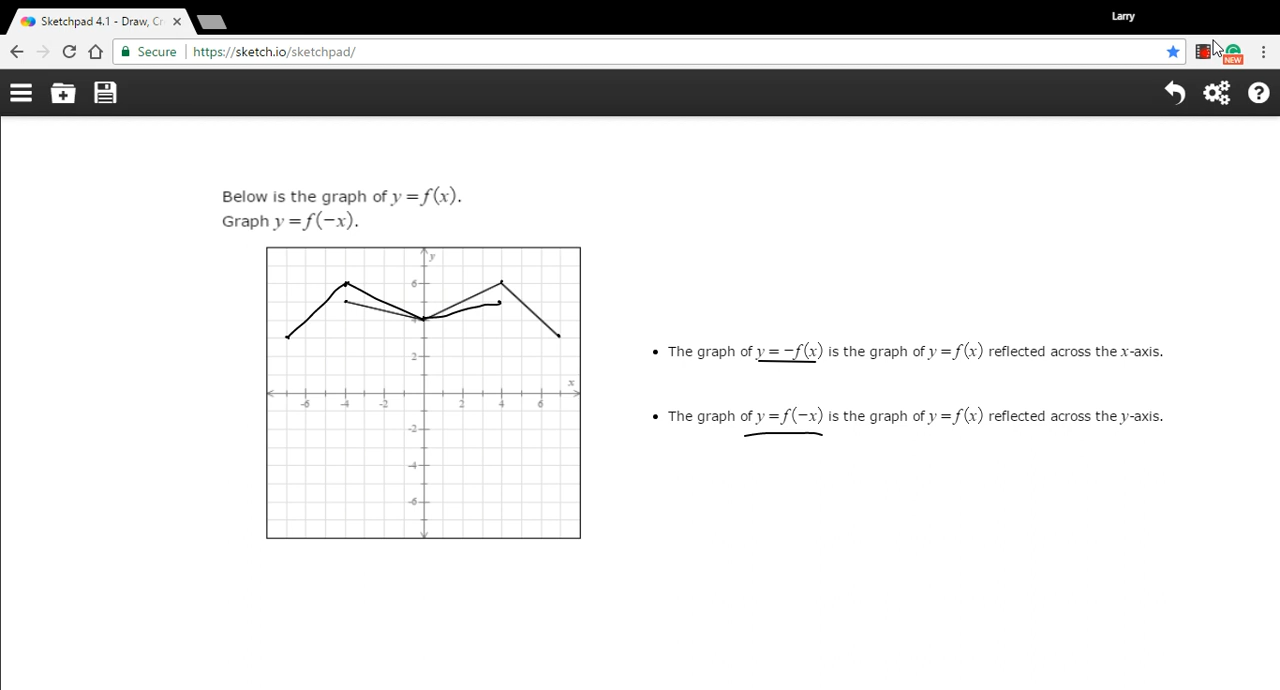 Larry
Sketchpad 4.1 - Draw, Cr
Secure https://sketch.io/sketchpad/
NEW
Below is the graph of y = f(x).
Graph y = f(−x).
y
6
4
2
x
-6 -4 -2 2 4 6
-2
-4
-6
• The graph of y = −f(x) is the graph of y = f(x) reflected across the x-axis.
• The graph of y = f(−x) is the graph of y = f(x) reflected across the y-axis.